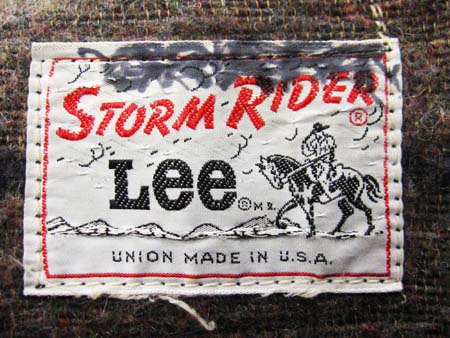 STORM RIDER ®
Lee ® M.R.
UNION MADE IN U.S.A.